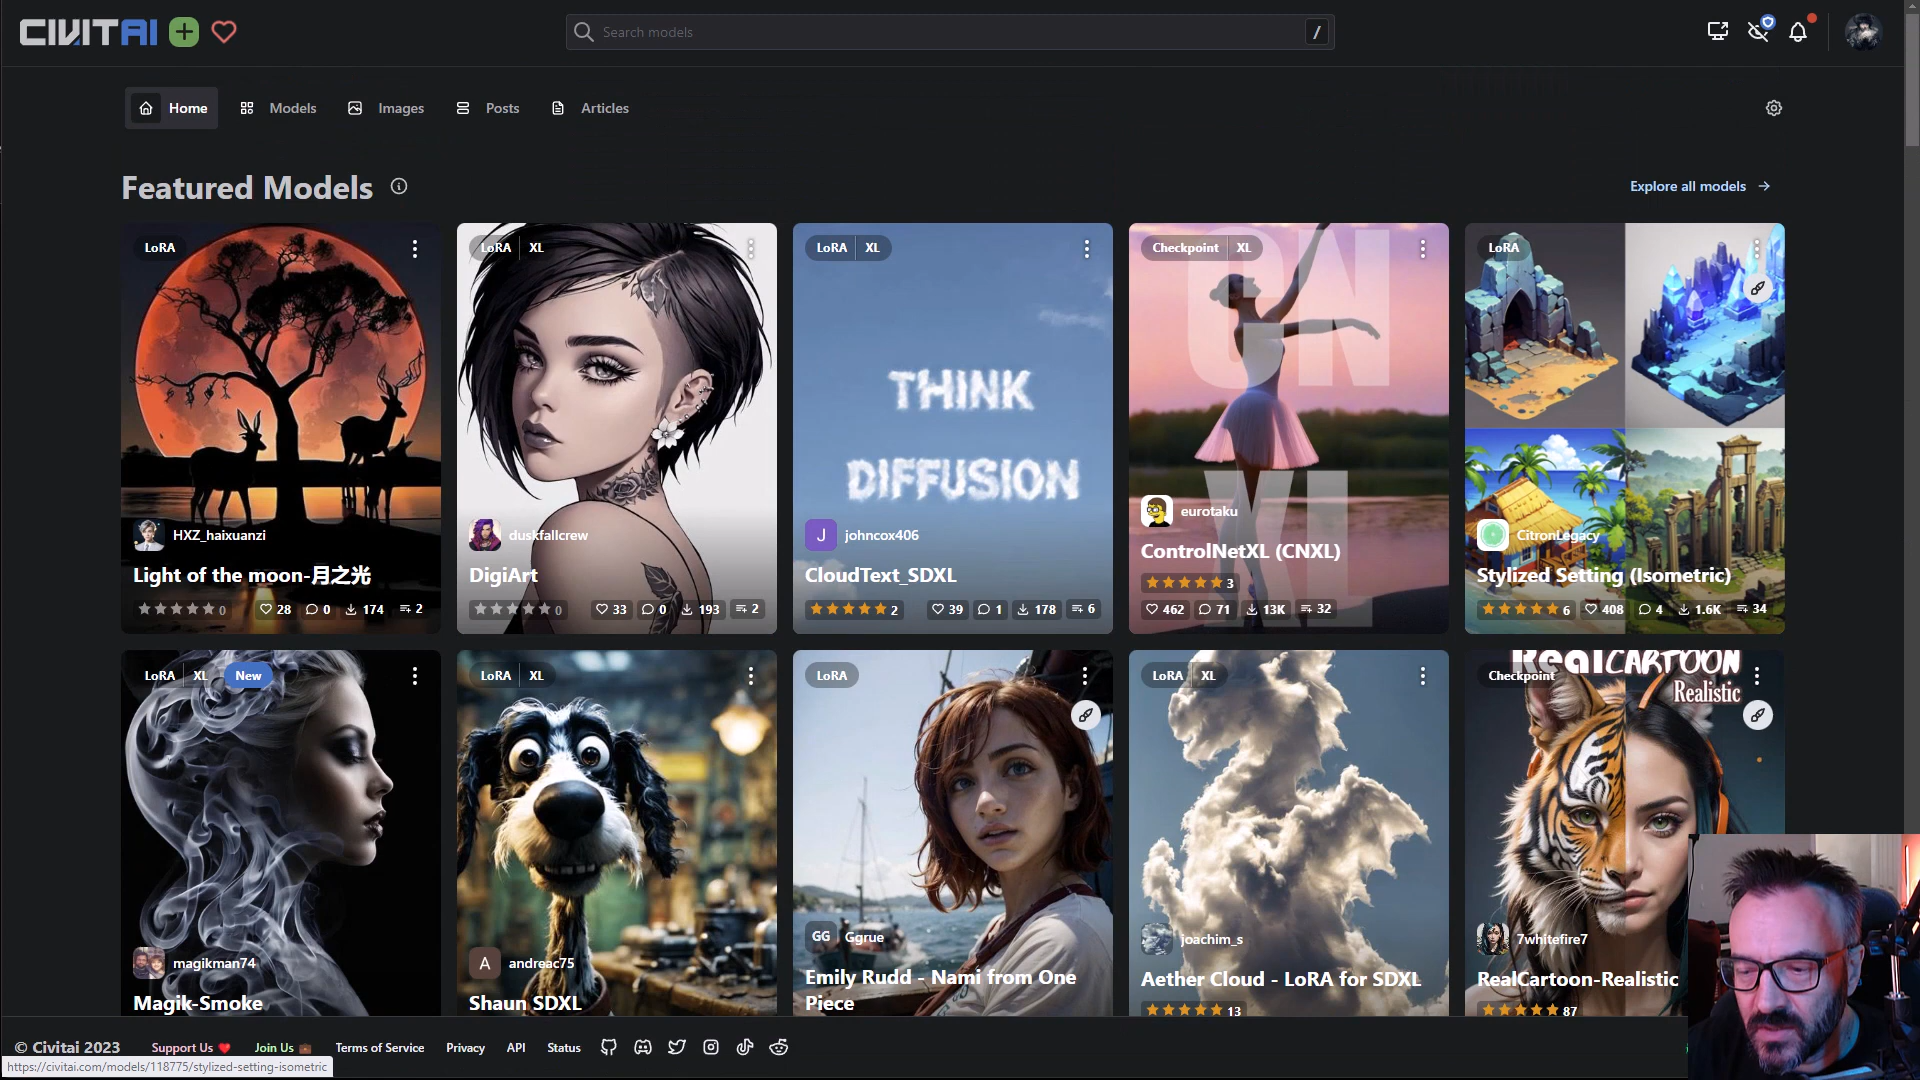 CIVITAI
Search models
/
Home
Models
Images
Posts
Articles
Featured Models
Explore all models
LoRA
HXZ_haixuanzi
Light of the moon-月之光
0
28
0
174
2
LoRA XL
duskfallcrew
DigiArt
0
33
0
193
2
LoRA XL
THINK
DIFFUSION
J
johncox406
CloudText_SDXL
2
39
1
178
6
Checkpoint XL
CN
XL
eurotaku
ControlNetXL (CNXL)
3
462
71
13K
32
LoRA
CitronLegacy
Stylized Setting (Isometric)
6
408
4
1.6K
34
LoRA XL New
magikman74
Magik-Smoke
LoRA XL
A
andreac75
Shaun SDXL
LoRA
GG
Ggrue
Emily Rudd - Nami from One
Piece
LoRA XL
joachim_s
Aether Cloud - LoRA for SDXL
13
Checkpoint
RealCARTOON
Realistic
7whitefire7
RealCartoon-Realistic
87
© Civitai 2023
Support Us
Join Us
Terms of Service
Privacy
API
Status
https://civitai.com/models/118775/stylized-setting-isometric